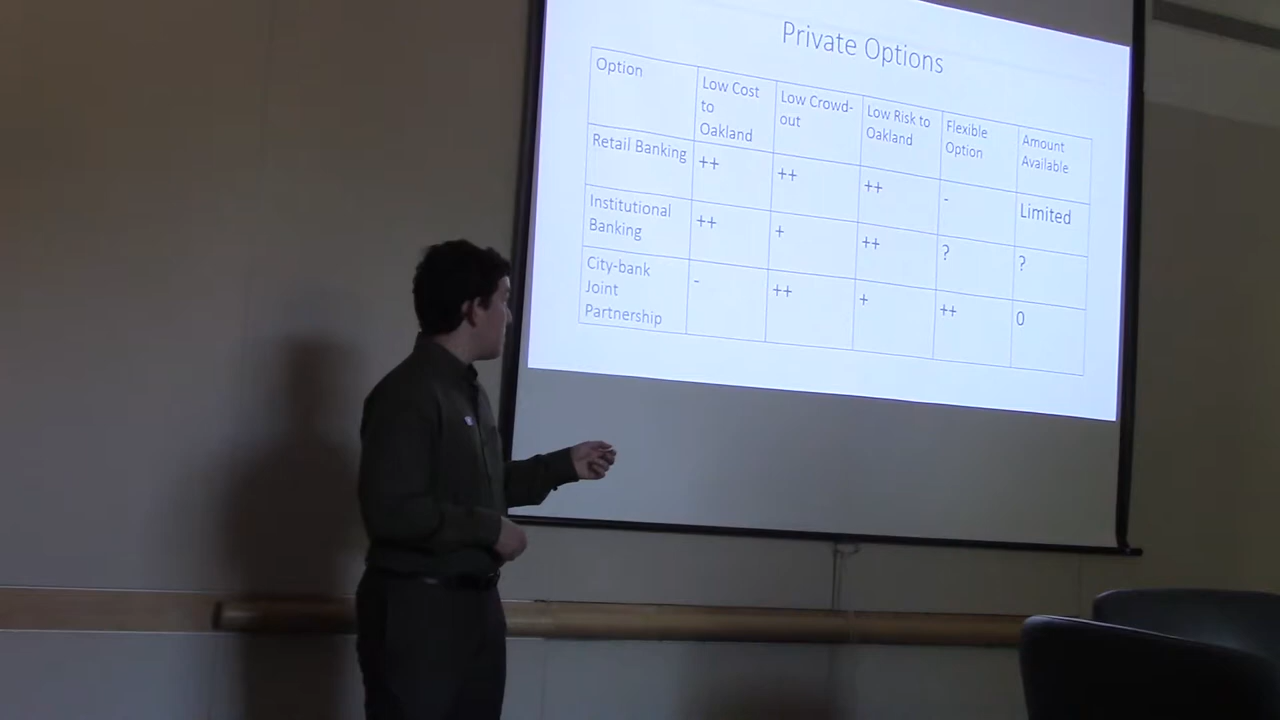 Private Options
Option
Low Cost
to
Oakland
Low Crowd-
out
Low Risk to
Oakland
Flexible
Option
Amount
Available
Retail Banking
++
++
++
-
Limited
Institutional
Banking
++
+
++
?
?
City-bank
Joint
Partnership
-
++
+
++
0